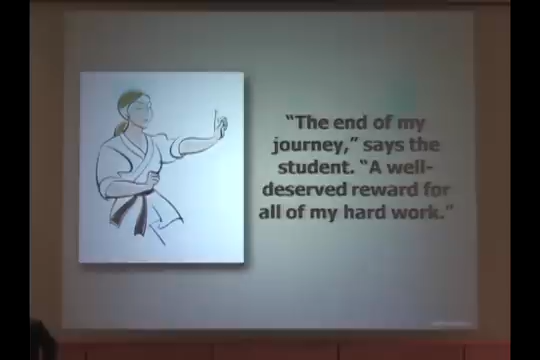 “The end of my
journey,” says the
student. “A well-
deserved reward for
all of my hard work.”